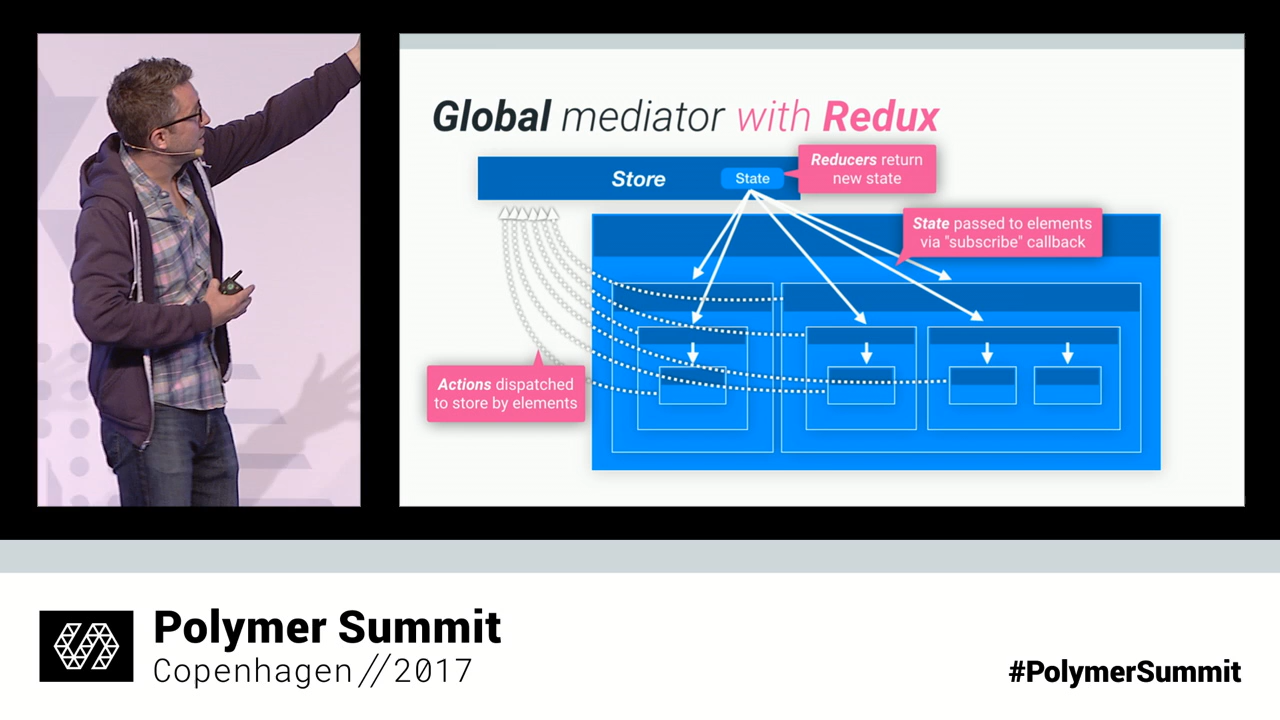 Global mediator with Redux
Store
State
Reducers return
new state
State passed to elements
via "subscribe" callback
Actions dispatched
to store by elements
Polymer Summit
Copenhagen//2017
#PolymerSummit